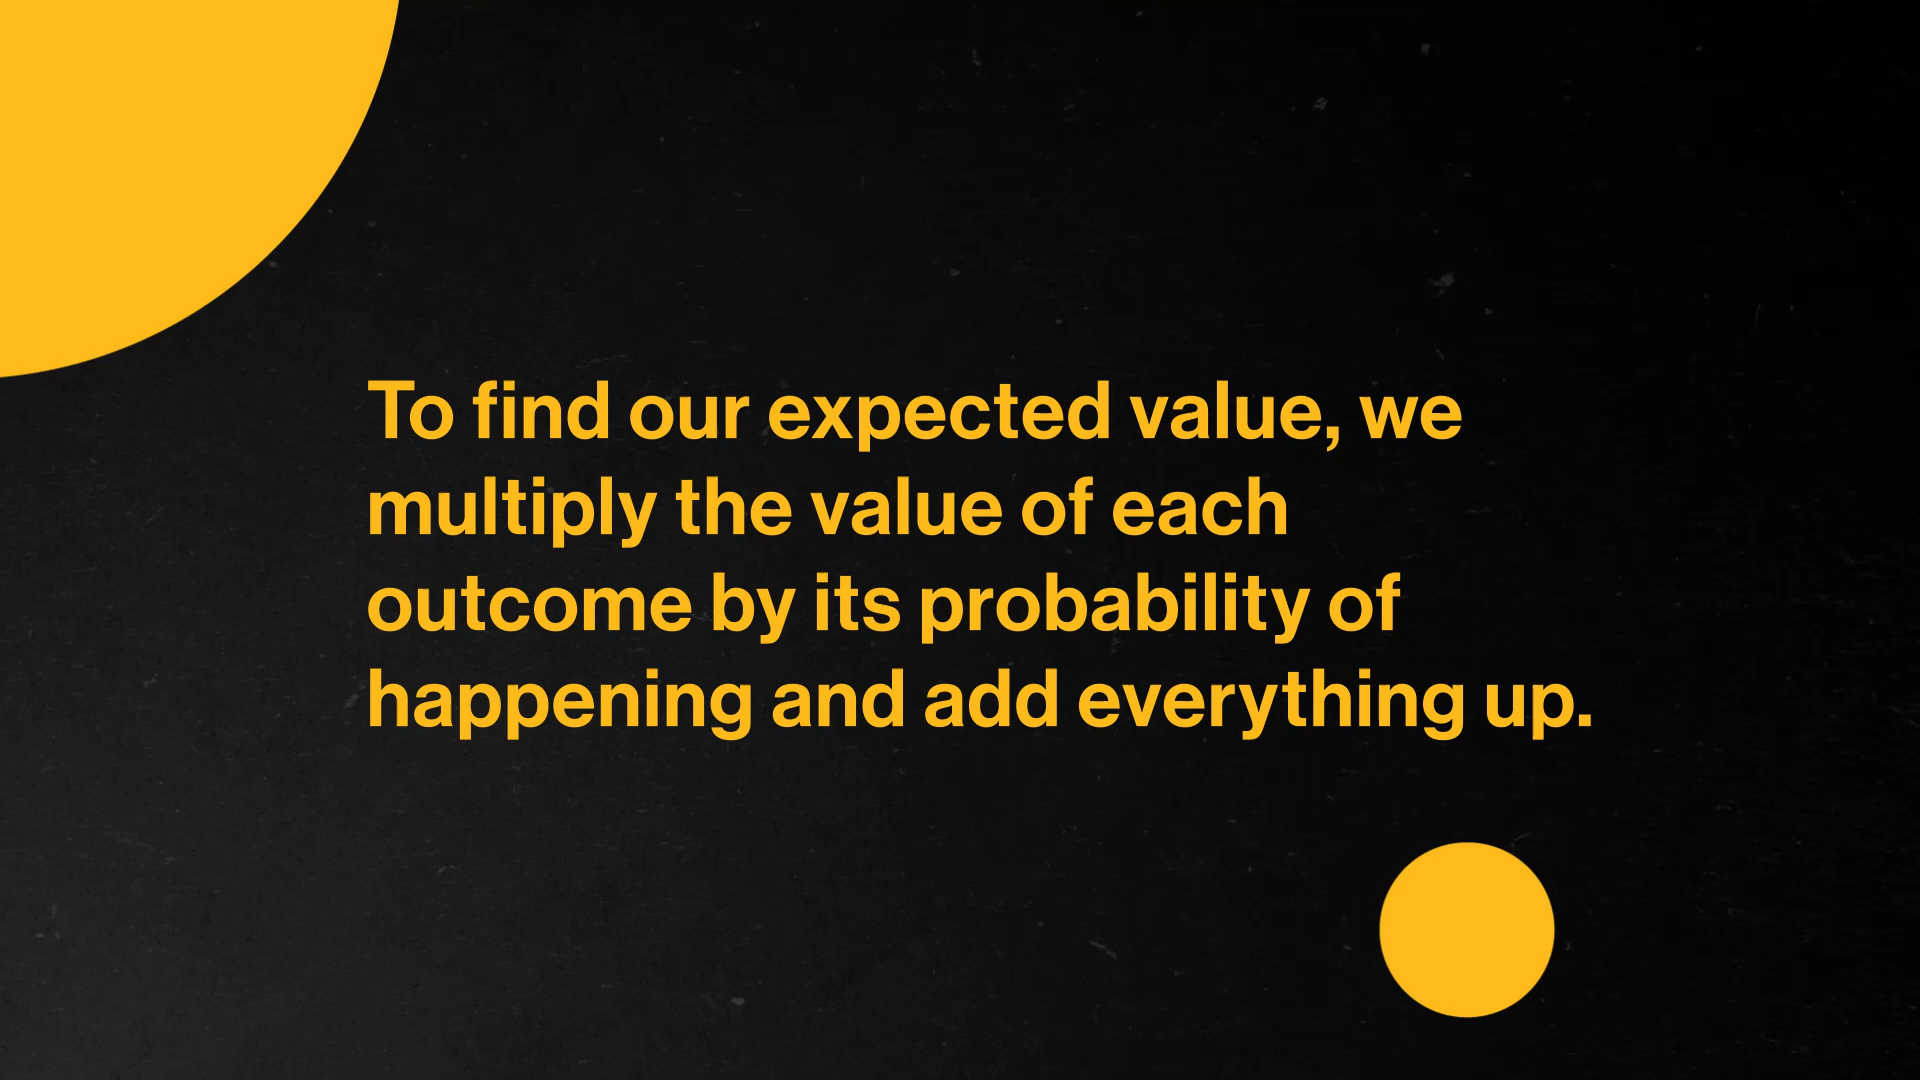 To find our expected value, we
multiply the value of each
outcome by its probability of
happening and add everything up.